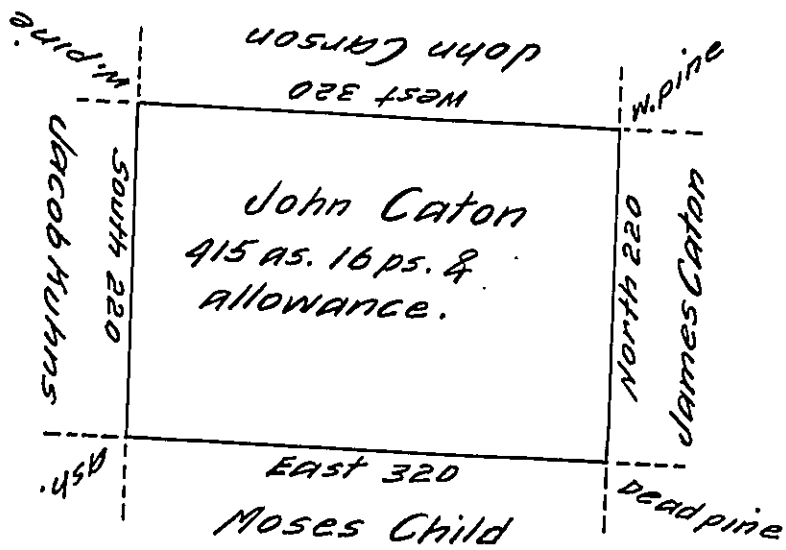 John Carson
West 320
W. pine
W. pine
Jacob Kuhns
South 220
John Caton
415 as. 16 ps. &
allowance.
North 220
James Caton
ash.
East 320
Dead pine
Moses Child